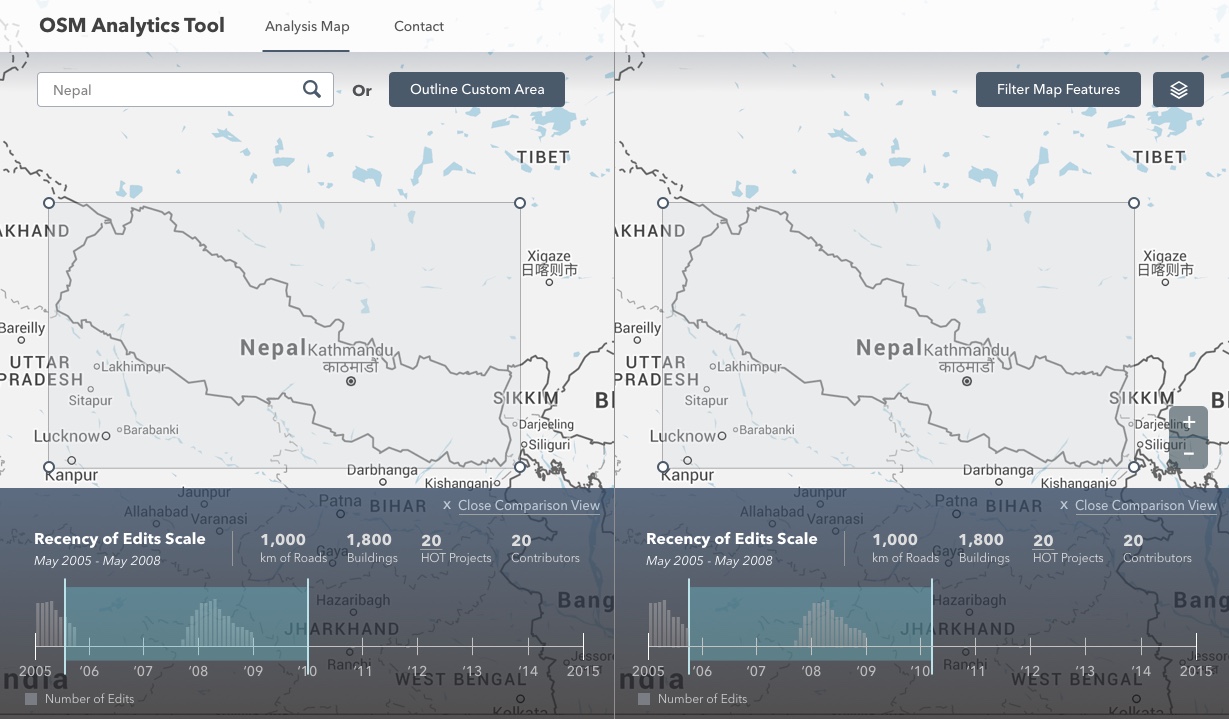 OSM Analytics Tool
Analysis Map
Contact
Nepal
Or
Outline Custom Area
Filter Map Features
TIBET
AKHAND
Xigaze
日喀则市
Bareilly
Nepal
Kathmandu
काठमाडौं
UTTAR
PRADESH
Lakhimpur
Sitapur
SIKKIM
Darjeeling
Siliguri
Lucknow
Barabanki
Kanpur
Darbhanga
Kishanganj
TIBET
AKHAND
Xigaze
日喀则市
Bareilly
Nepal
Kathmandu
काठमाडौं
UTTAR
PRADESH
Lakhimpur
Sitapur
SIKKIM
Darjeeling
Siliguri
+
−
Lucknow
Barabanki
Kanpur
Darbhanga
Kishanganj
Jaunpur
Patna
BIHAR
x Close Comparison View
Allahabad
Varanasi
Gaya
Recency of Edits Scale
May 2005 - May 2008
1,000
km of Roads
1,800
Buildings
20
HOT Projects
20
Contributors
Hazaribagh
Bang
JHARKHAND
Ranchi
2005 '06 '07 '08 '09 '10 '11 '12 '13 '14 2015
WEST BENGAL
ndia
Number of Edits
Kolkata
Jaunpur
Patna
BIHAR
x Close Comparison View
Allahabad
Varanasi
Gaya
Recency of Edits Scale
May 2005 - May 2008
1,000
km of Roads
1,800
Buildings
20
HOT Projects
20
Contributors
Hazaribagh
Bang
JHARKHAND
Ranchi
Jessore
2005 '06 '07 '08 '09 '10 '11 '12 '13 '14 2015
WEST BENGAL
ndia
Number of Edits
Kolkata